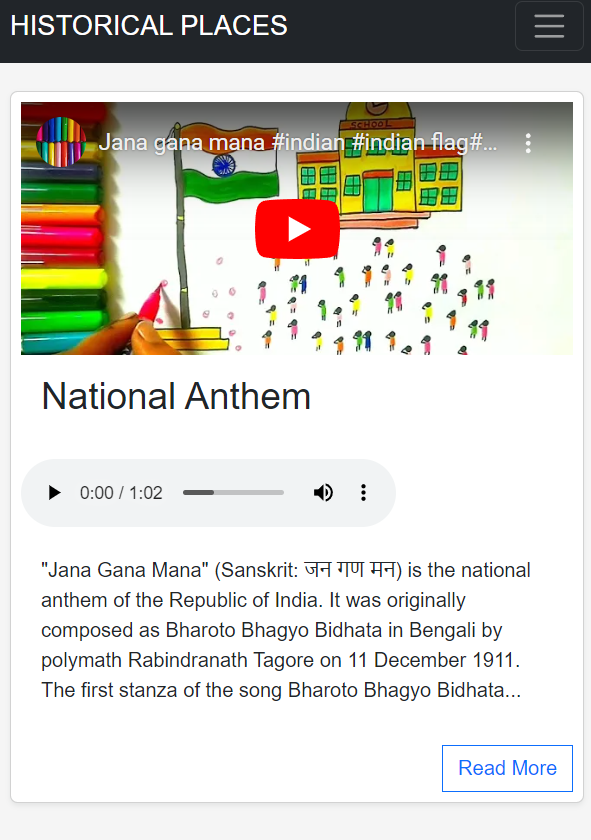 HISTORICAL PLACES
Jana gana mana #indian #indian flag#...
SCHOOL
National Anthem
0:00 / 1:02
"Jana Gana Mana" (Sanskrit: जन गण मन) is the national
anthem of the Republic of India. It was originally
composed as Bharoto Bhagyo Bidhata in Bengali by
polymath Rabindranath Tagore on 11 December 1911.
The first stanza of the song Bharoto Bhagyo Bidhata...
Read More